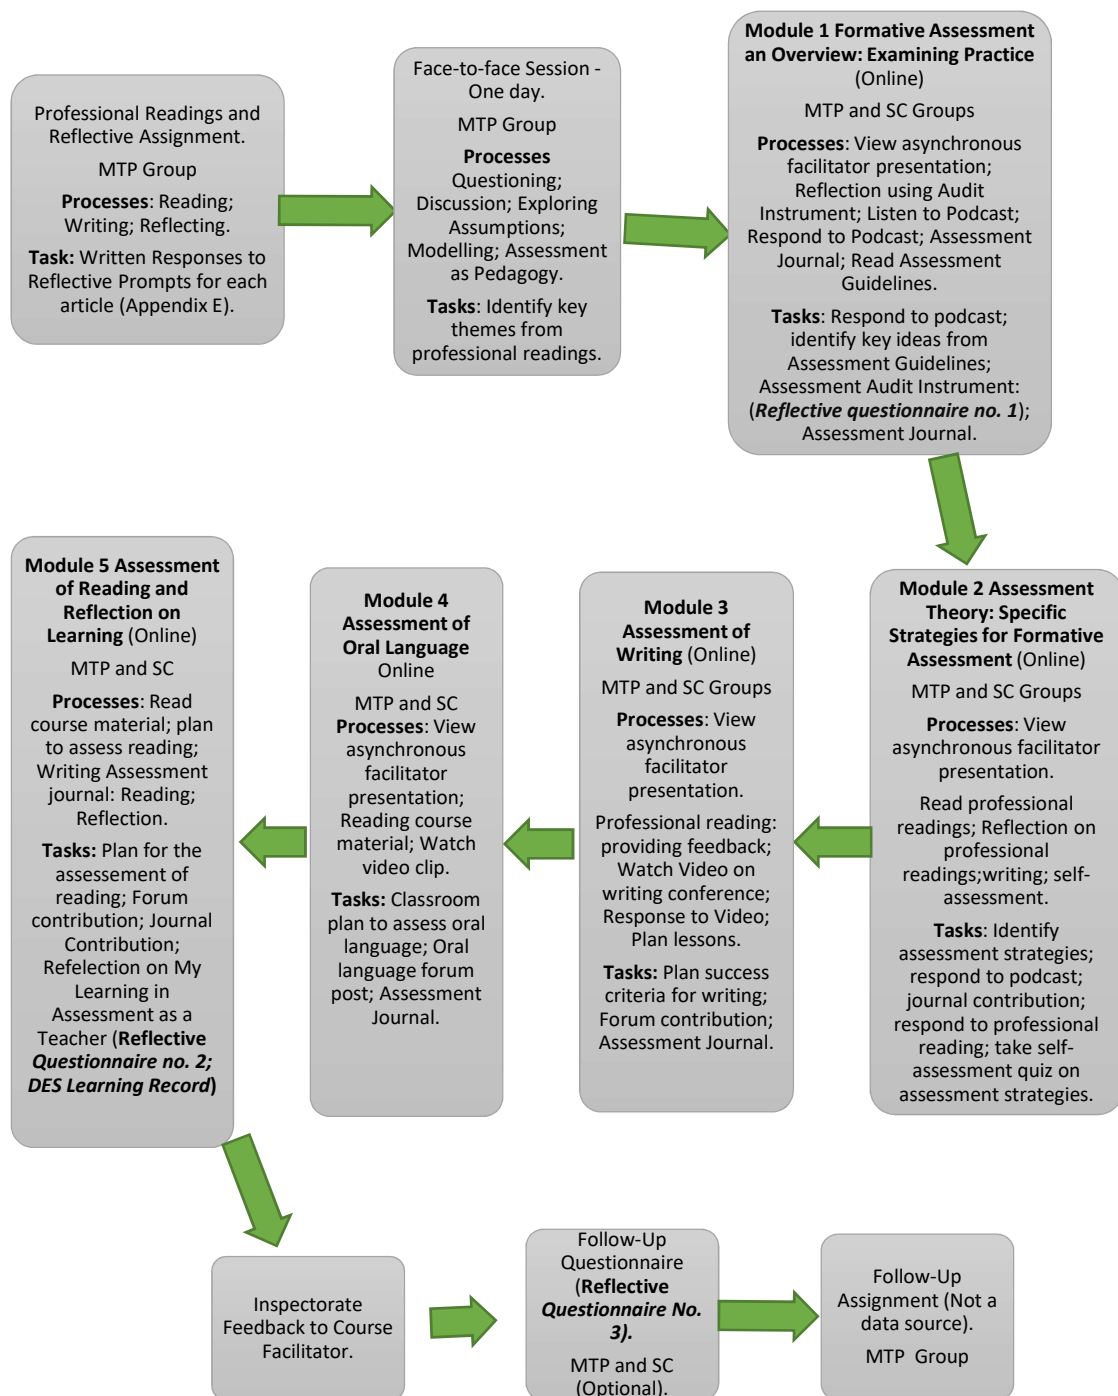 Professional Readings and
Reflective Assignment.
MTP Group
Processes: Reading;
Writing; Reflecting.
Task: Written Responses to
Reflective Prompts for each
article (Appendix E).
Face-to-face Session -
One day.
MTP Group
Processes
Questioning;
Discussion; Exploring
Assumptions;
Modelling; Assessment
as Pedagogy.
Tasks: Identify key
themes from
professional readings.
Module 1 Formative Assessment
an Overview: Examining Practice
(Online)
MTP and SC Groups
Processes: View asynchronous
facilitator presentation;
Reflection using Audit
Instrument; Listen to Podcast;
Respond to Podcast; Assessment
Journal; Read Assessment
Guidelines.
Tasks: Respond to podcast;
identify key ideas from
Assessment Guidelines;
Assessment Audit Instrument:
(Reflective questionnaire no. 1);
Assessment Journal.
Module 2 Assessment
Theory: Specific
Strategies for Formative
Assessment (Online)
MTP and SC Groups
Processes: View
asynchronous facilitator
presentation.
Read professional
readings; Reflection on
professional
readings;writing; self-
assessment.
Tasks: Identify
assessment strategies;
respond to podcast;
journal contribution;
respond to professional
reading; take self-
assessment quiz on
assessment strategies.
Module 3
Assessment of
Writing (Online)
MTP and SC Groups
Processes: View
asynchronous
facilitator
presentation.
Professional reading:
providing feedback;
Watch Video on
writing conference;
Response to Video;
Plan lessons.
Tasks: Plan success
criteria for writing;
Forum contribution;
Assessment Journal.
Module 4
Assessment of
Oral Language
Online
MTP and SC
Processes: View
asynchronous
facilitator
presentation;
Reading course
material; Watch
video clip.
Tasks: Classroom
plan to assess oral
language; Oral
language forum
post; Assessment
Journal.
Module 5 Assessment
of Reading and
Reflection on
Learning (Online)
MTP and SC
Processes: Read
course material; plan
to assess reading;
Writing Assessment
journal: Reading;
Reflection.
Tasks: Plan for the
assessement of
reading; Forum
contribution; Journal
Contribution;
Refelection on My
Learning in
Assessment as a
Teacher (Reflective
Questionnaire no. 2;
DES Learning Record)
Inspectorate
Feedback to Course
Facilitator.
Follow-Up
Questionnaire
(Reflective
Questionnaire No.
3).
MTP and SC
(Optional).
Follow-Up
Assignment (Not a
data source).
MTP Group